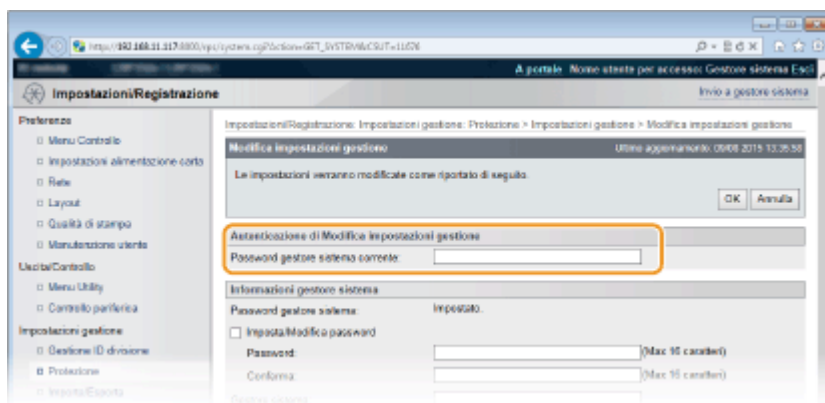 http://192.168.11.117:8000/rps/system.cgi?Action=GET_SYSTEM&CSUT=11676
A portale Nome utente per accesso: Gestore sistema Esci
Impostazioni/Registrazione
Invio a gestore sistema
Preferenze
Menu Controllo
Impostazioni alimentazione carta
Rete
Layout
Qualità di stampa
Manutenzione utente
Uscita/Controllo
Menu Utility
Controllo periferica
Impostazioni gestione
Gestione ID divisione
Protezione
Importa/Esporta
Impostazioni/Registrazione: Impostazioni gestione: Protezione > Impostazioni gestione > Modifica impostazioni gestione
Modifica impostazioni gestione
Ultimo aggiornamento: 09/08 2015 13:35:58
Le impostazioni verranno modificate come riportato di seguito.
OK Annulla
Autenticazione di Modifica impostazioni gestione
Password gestore sistema corrente:
Informazioni gestore sistema
Password gestore sistema: Impostato.
Imposta/Modifica password
Password: (Max 16 caratteri)
Conferma: (Max 16 caratteri)